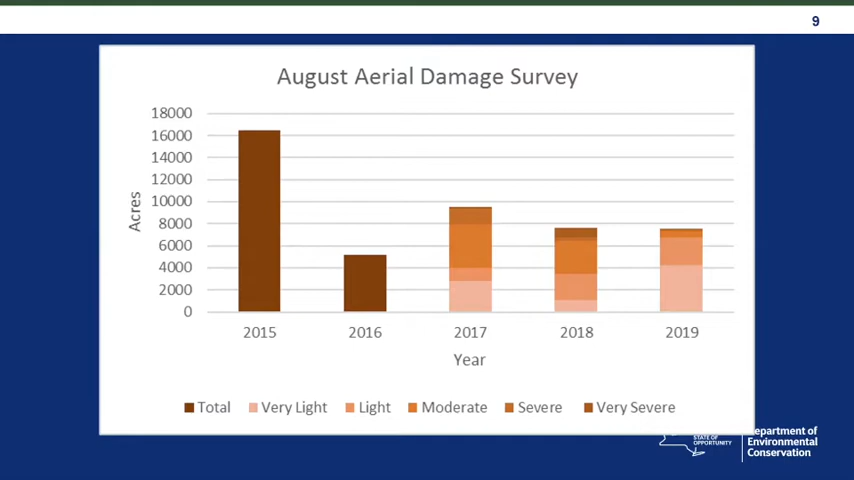 9
August Aerial Damage Survey
18000
16000
14000
12000
10000
8000
6000
4000
2000
0
Acres
2015 2016 2017 2018 2019
Year
Total Very Light Light Moderate Severe Very Severe
STATE OF
OPPORTUNITY
epartment of
Environmental
Conservation